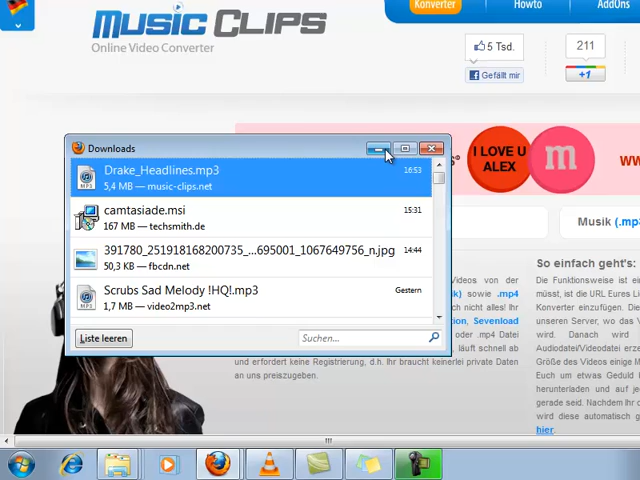 Konverter
Howto
AddOns
MUSIC CLIPS
Online Video Converter
5 Tsd.
211
Gefällt mir
+1
Downloads
Drake_Headlines.mp3
16:53
5,4 MB — music-clips.net
camtasiade.msi
15:31
167 MB — techsmith.de
391780_251918168200735_...695001_1067649756_n.jpg
14:44
50,3 KB — fbcdn.net
Scrubs Sad Melody !HQ!.mp3
Gestern
1,7 MB — video2mp3.net
Liste leeren
Suchen...
I LOVE U
ALEX
m
Musik (.mp
So einfach geht's:
Videos von der
sowie .mp4
nicht alles! Ihr
Sevenload
oder .mp4 Datei
läuft schnell ab
und erfordert keine Registrierung, d.h. Ihr braucht keinerlei private Daten
an uns preiszugeben.
Die Funktionsweise ist
müsst, ist die URL Eures Li
Konverter einzufügen. Die
unseren Server, wo das V
wird. Danach wird
Audiodatei/Videodatei erze
Größe des Videos einige M
Euch um etwas Geduld
herunterladen und auf je
gerade seid. Nachdem Ihr
wird diese automatisch g
hier.